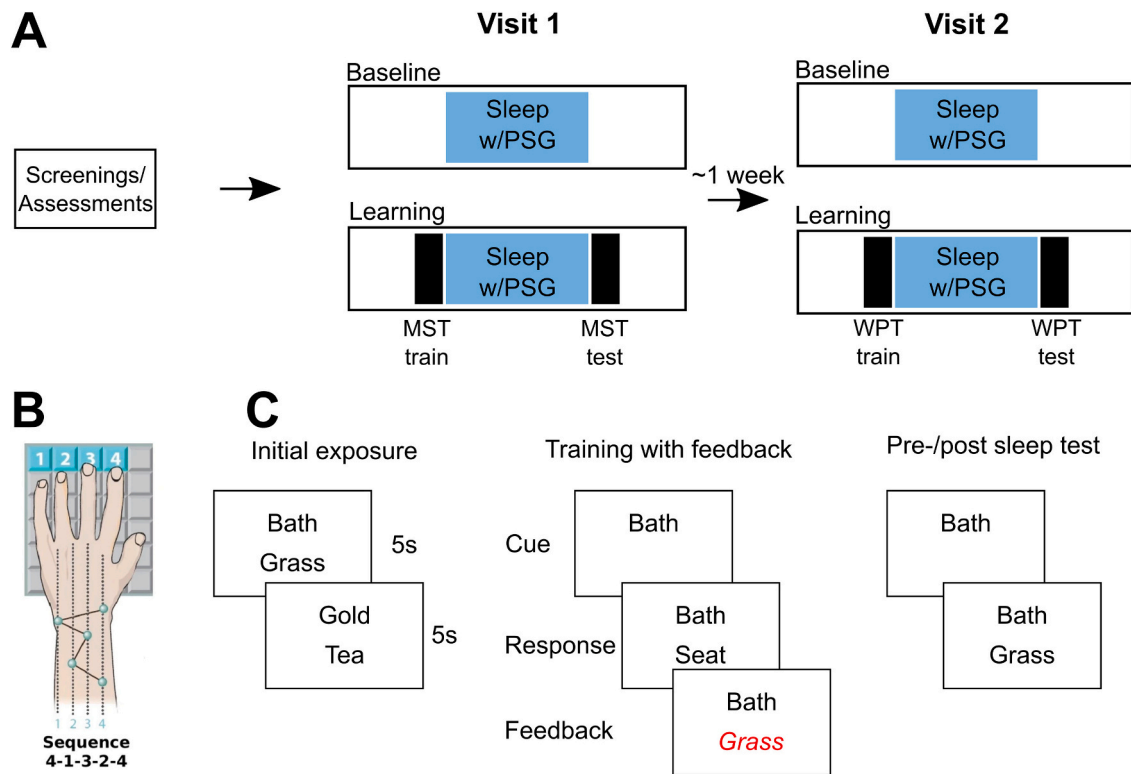 A
Visit 1
Visit 2
Baseline
Sleep
w/PSG
Baseline
Sleep
w/PSG
Screenings/
Assessments
~1 week
Learning
Sleep
w/PSG
MST
train
MST
test
Learning
Sleep
w/PSG
WPT
train
WPT
test
B
1 2 3 4
1 2 3 4
Sequence
4-1-3-2-4
C
Initial exposure
Bath
Grass
5s
Gold
Tea
5s
Training with feedback
Cue
Bath
Response
Bath
Seat
Feedback
Bath
Grass
Pre-/post sleep test
Bath
Bath
Grass